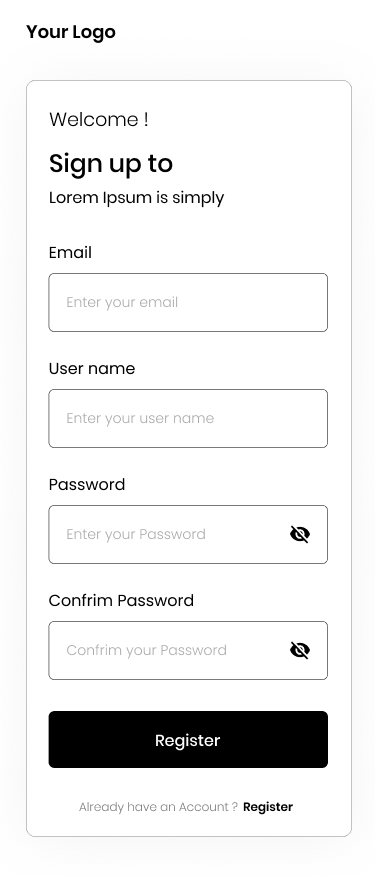 Your Logo
Welcome !
Sign up to
Lorem Ipsum is simply
Email
Enter your email
User name
Enter your user name
Password
Enter your Password
Confrim Password
Confrim your Password
Register
Already have an Account ? Register